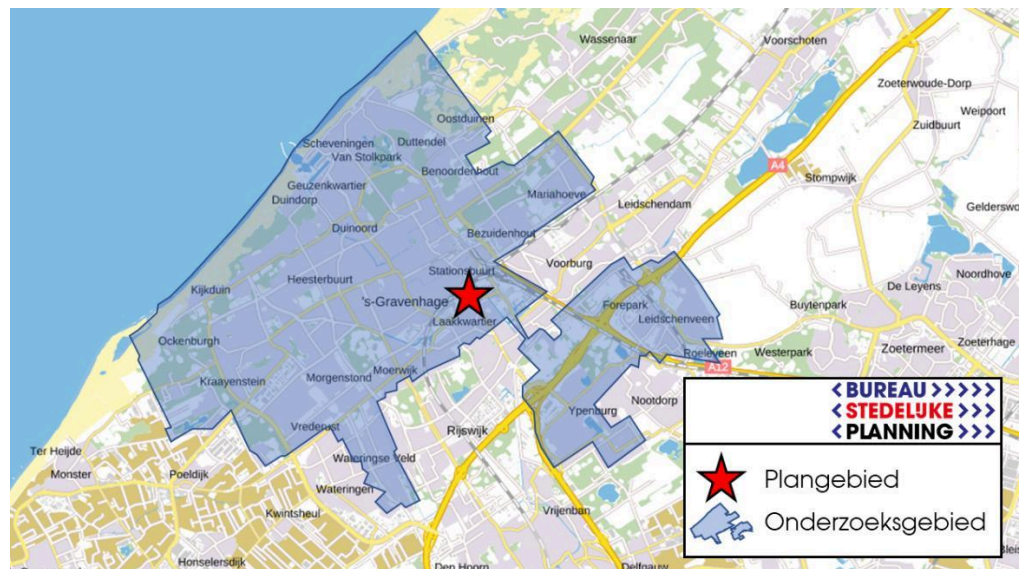 Wassenaar
Voorschoten
Zoeterwoude-Dorp
Weipoort
Zuidbuurt
Oostduinen
Scheveningen
Duttendel
Van Stolkpark
Benoordenhout
A4
Stompwijk
Geuzenkwartier
Mariahoeve
Duindorp
Leidschendam
Gelderswo
Duinoord
Bezuidenhout
Voorburg
Stationsbuurt
Noordhove
Heesterbuurt
De Leyens
Kijkduin
's-Gravenhage
Forepark
Buytenpark
Laakkwartier
Leidschenveen
Ockenburgh
Roeleveen
Westerpark
Zoetermeer
Zoeterhage
A12
Kraayenstein
Morgenstond
Moerwijk
Ypenburg
Nootdorp
Vrederust
Rijswijk
Ter Heijde
Monster
Poeldijk
Wateringse Veld
Wateringen
Kwintsheul
Vrijenban
Honselersdijk
Den Hoorn
Delfgauw
BUREAU
STEDELIJKE
PLANNING
Plangebied
Onderzoeksgebied